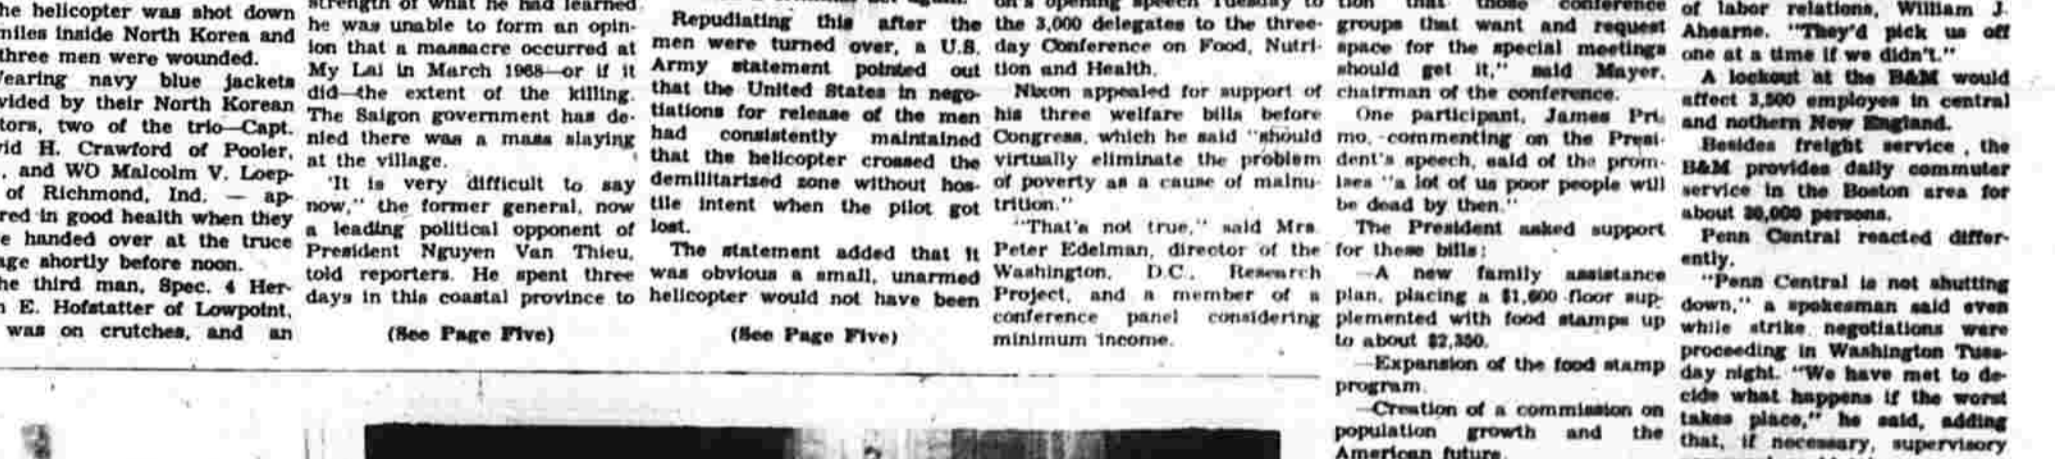 he helicopter was shot down
miles inside North Korea and
three men were wounded.
earing navy blue jackets
vided by their North Korean
tors, two of the trio—Capt.
id H. Crawford of Pooler,
., and WO Malcolm V. Loep-
of Richmond, Ind. — ap-
red in good health when they
e handed over at the truce
age shortly before noon.
he third man, Spec. 4 Her-
n E. Hofstatter of Lowpoint,
was on crutches, and an
strength of what he had learned
he was unable to form an opin-
ion that a massacre occurred at
My Lai in March 1968—or if it
did—the extent of the killing.
The Saigon government has de-
nied there was a mass slaying
at the village.
'It is very difficult to say
now," the former general, now
a leading political opponent of
President Nguyen Van Thieu,
told reporters. He spent three
days in this coastal province to
(See Page Five)
Repudiating this after the
men were turned over, a U.S.
Army statement pointed out
that the United States in nego-
tiations for release of the men
had consistently maintained
that the helicopter crossed the
demilitarized zone without hos-
tile intent when the pilot got
lost.
The statement added that it
was obvious a small, unarmed
helicopter would not have been
(See Page Five)
on's opening speech Tuesday to
the 3,000 delegates to the three-
day Conference on Food, Nutri-
tion and Health.
Nixon appealed for support of
his three welfare bills before
Congress, which he said "should
virtually eliminate the problem
of poverty as a cause of malnu-
trition."
"That's not true," said Mrs.
Peter Edelman, director of the
Washington, D.C., Research
Project, and a member of a
conference panel considering
minimum income.
tion that those conference
groups that want and request
space for the special meetings
should get it," said Mayer,
chairman of the conference.
One participant, James Pri-
mo, commenting on the Presi-
dent's speech, said of the prom-
ises "a lot of us poor people will
be dead by then."
The President asked support
for these bills:
—A new family assistance
plan, placing a $1,600 floor sup-
plemented with food stamps up
to about $2,350.
—Expansion of the food stamp
program.
—Creation of a commission on
population growth and the
American future.
of labor relations, William J.
Ahearne. "They'd pick us off
one at a time if we didn't."
A lockout at the B&M would
affect 3,500 employes in central
and nothern New England.
Besides freight service , the
B&M provides daily commuter
service in the Boston area for
about 30,000 persons.
Penn Central reacted differ-
ently.
"Penn Central is not shutting
down," a spokesman said even
while strike negotiations were
proceeding in Washington Tues-
day night. "We have met to de-
cide what happens if the worst
takes place," he said, adding
that, if necessary, supervisory